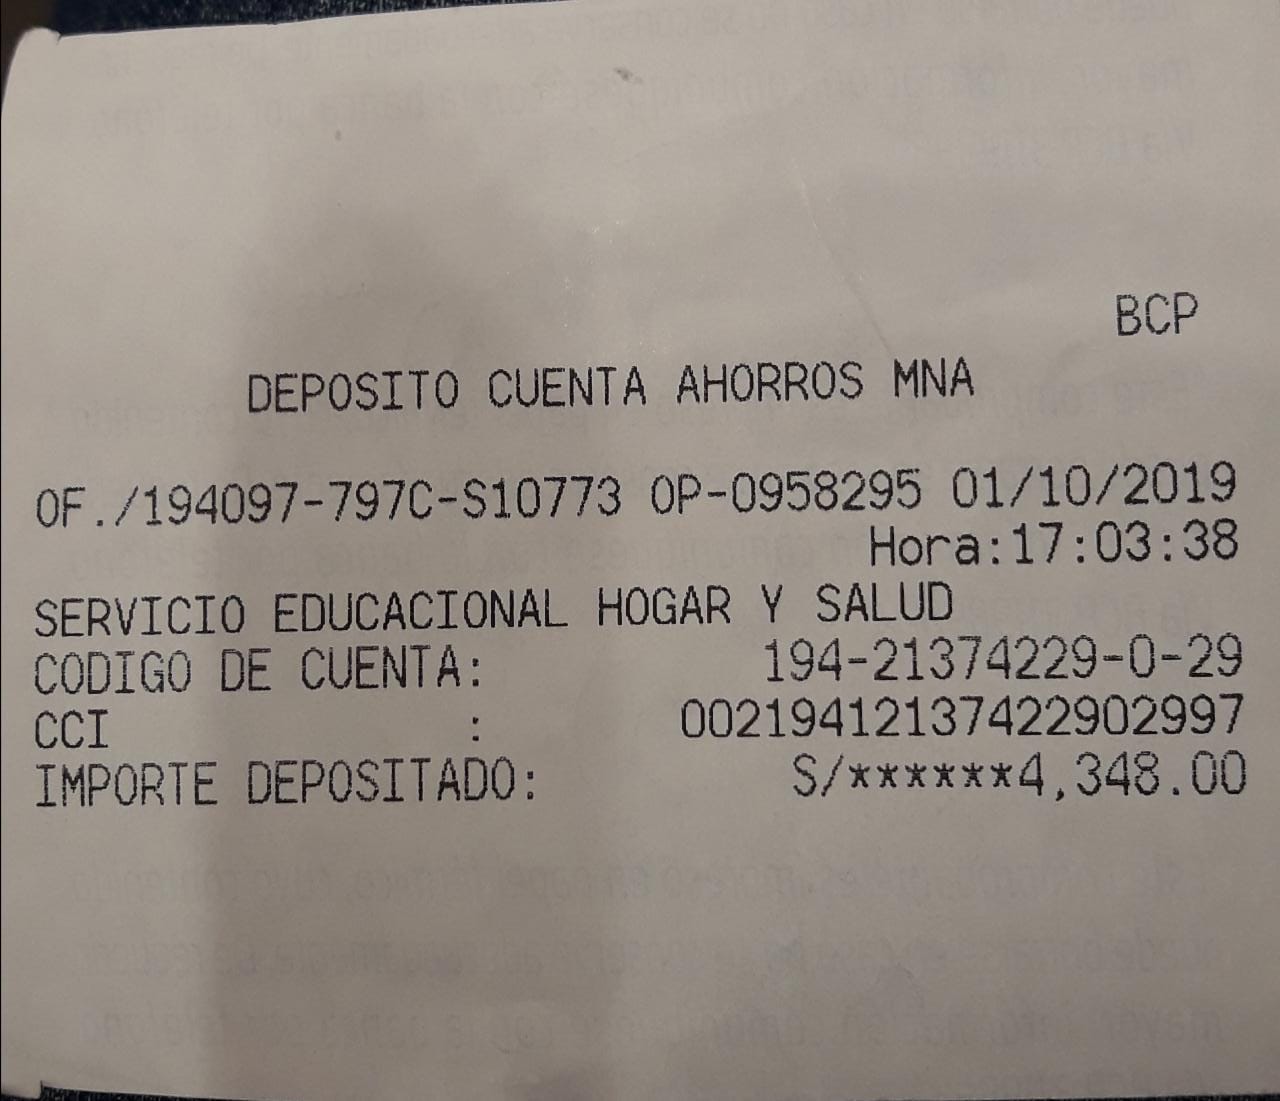 BCP
DEPOSITO CUENTA AHORROS MNA
OF./194097-797C-S10773 OP-0958295 01/10/2019
Hora:17:03:38
SERVICIO EDUCACIONAL HOGAR Y SALUD
CODIGO DE CUENTA: 194-21374229-0-29
CCI : 00219412137422902997
IMPORTE DEPOSITADO: S/******4,348.00